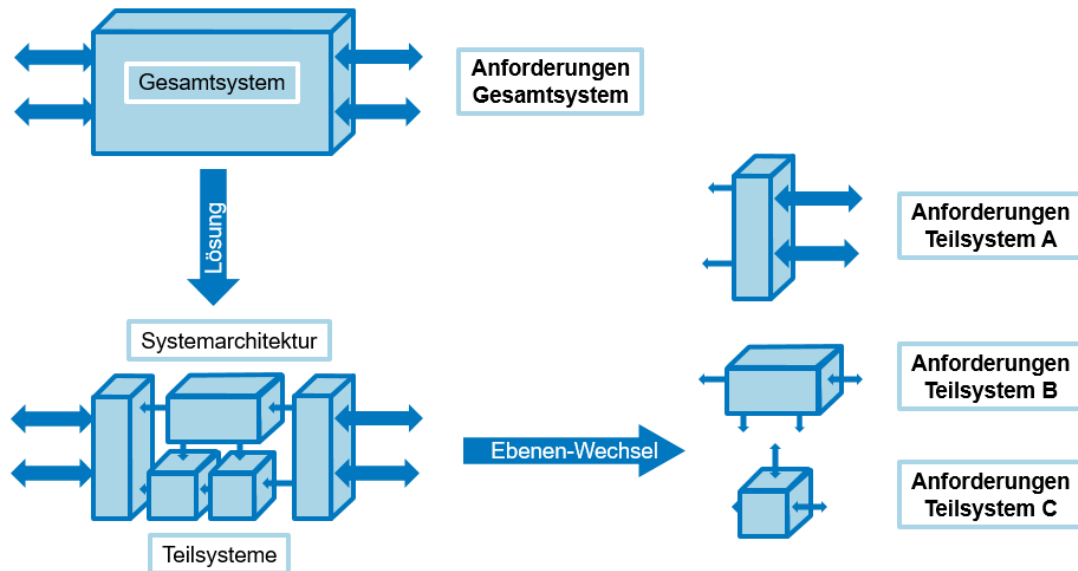 Gesamtsystem
Anforderungen
Gesamtsystem
Lösung
Anforderungen
Teilsystem A
Systemarchitektur
Anforderungen
Teilsystem B
Ebenen-Wechsel
Anforderungen
Teilsystem C
Teilsysteme